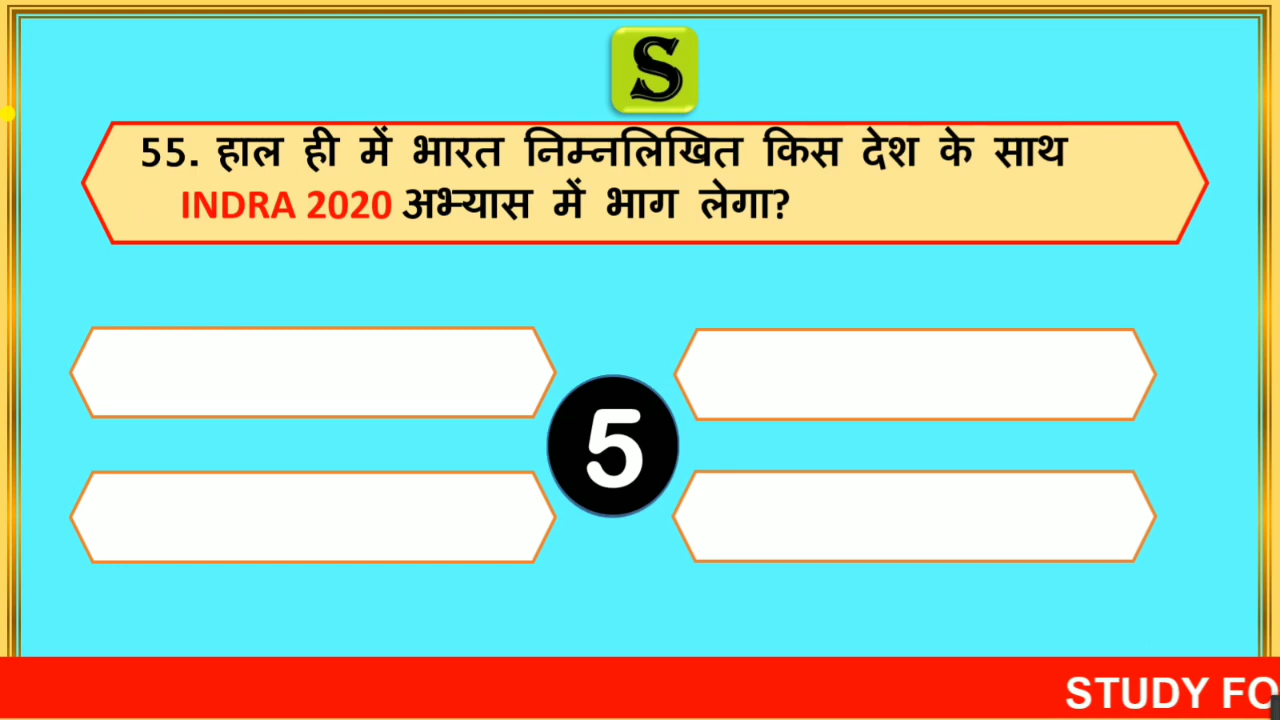 S
55. हाल ही में भारत निम्नलिखित किस देश के साथ
INDRA 2020 अभ्यास में भाग लेगा?
5
STUDY FO